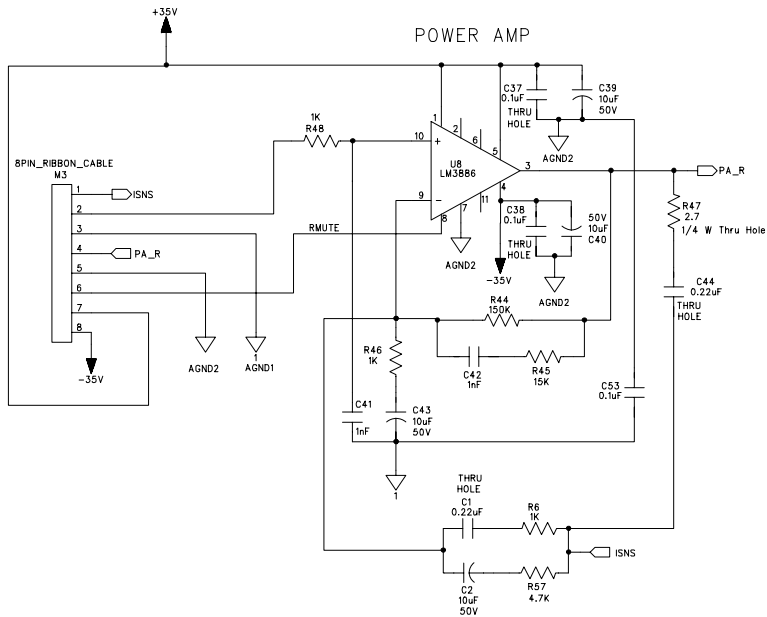 +35V
POWER AMP
C37
0.1uF
THRU
HOLE
C39
10uF
50V
AGND2
1K
R48
1
2
6
10
+
5
U8
LM3886
3
PA_R
9
-
4
11
7
8
8PIN_RIBBON_CABLE
M3
1
ISNS
2
3
4
PA_R
5
6
7
8
RMUTE
AGND2
C38
0.1uF
THRU
HOLE
50V
10uF
C40
-35V
AGND2
R47
2.7
1/4 W Thru Hole
C44
0.22uF
THRU
HOLE
AGND2
1
AGND1
-35V
R44
150K
R46
1K
C42
1nF
R45
15K
C53
0.1uF
C41
1nF
C43
10uF
50V
1
THRU
HOLE
C1
0.22uF
R6
1K
ISNS
C2
10uF
50V
R57
4.7K